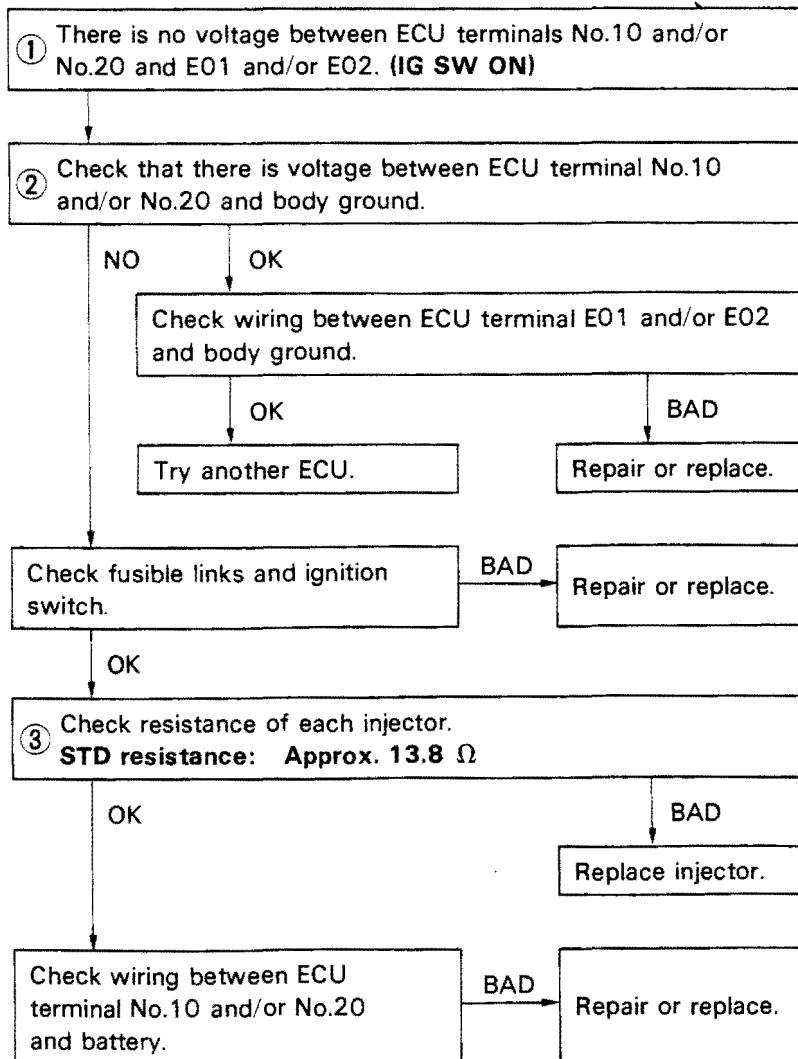 ① There is no voltage between ECU terminals No.10 and/or
No.20 and E01 and/or E02. (IG SW ON)
② Check that there is voltage between ECU terminal No.10
and/or No.20 and body ground.
NO
OK
Check wiring between ECU terminal E01 and/or E02
and body ground.
OK
BAD
Try another ECU.
Repair or replace.
Check fusible links and ignition
switch.
BAD
Repair or replace.
OK
③ Check resistance of each injector.
STD resistance: Approx. 13.8 Ω
OK
BAD
Replace injector.
Check wiring between ECU
terminal No.10 and/or No.20
and battery.
BAD
Repair or replace.